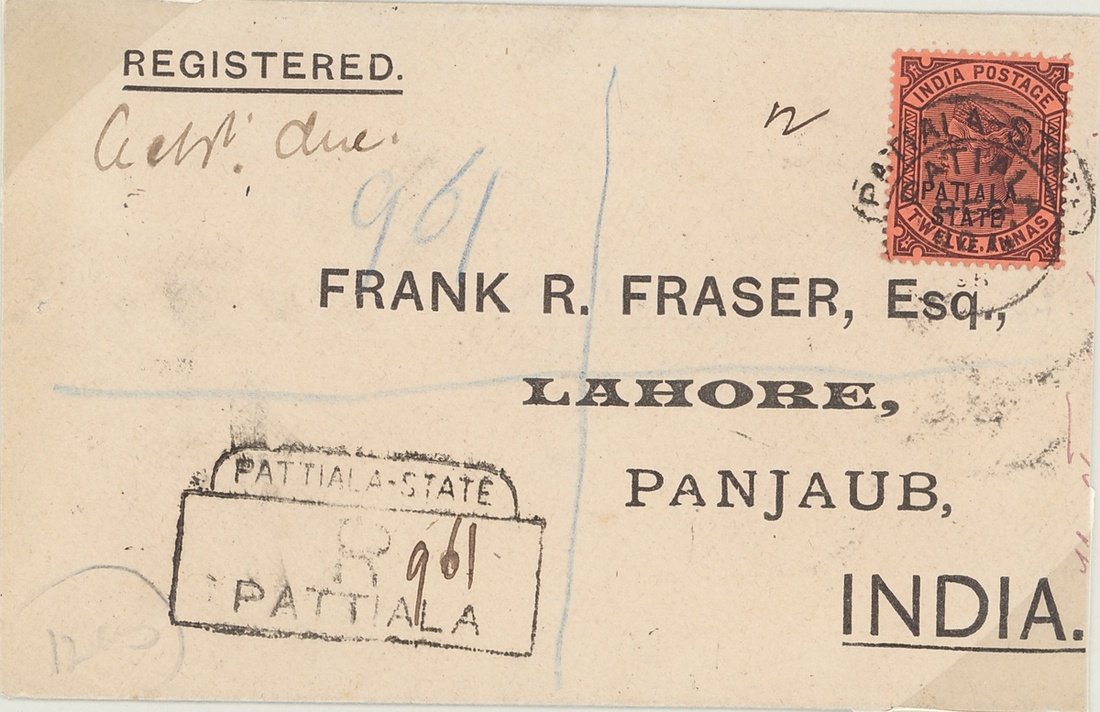 REGISTERED.
due.
961
INDIA POSTAGE
PATIALA
STATE
TWELVE ANNAS
FRANK R. FRASER, Esq.,
LAHORE,
PANJAUB,
INDIA.
PATTIALA-STATE
R
961
PATTIALA